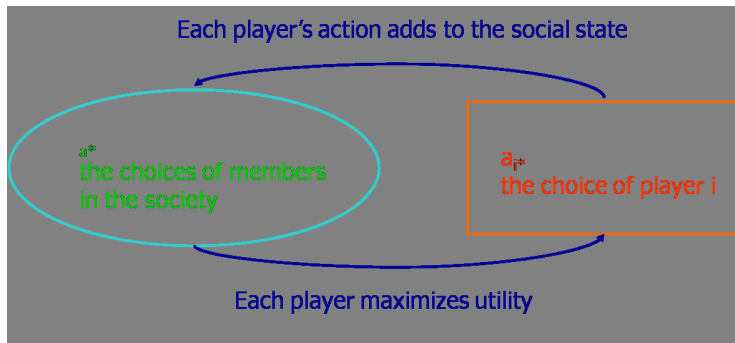 Each player's action adds to the social state
a*
the choices of members
in the society
a i*
the choice of player i
Each player maximizes utility